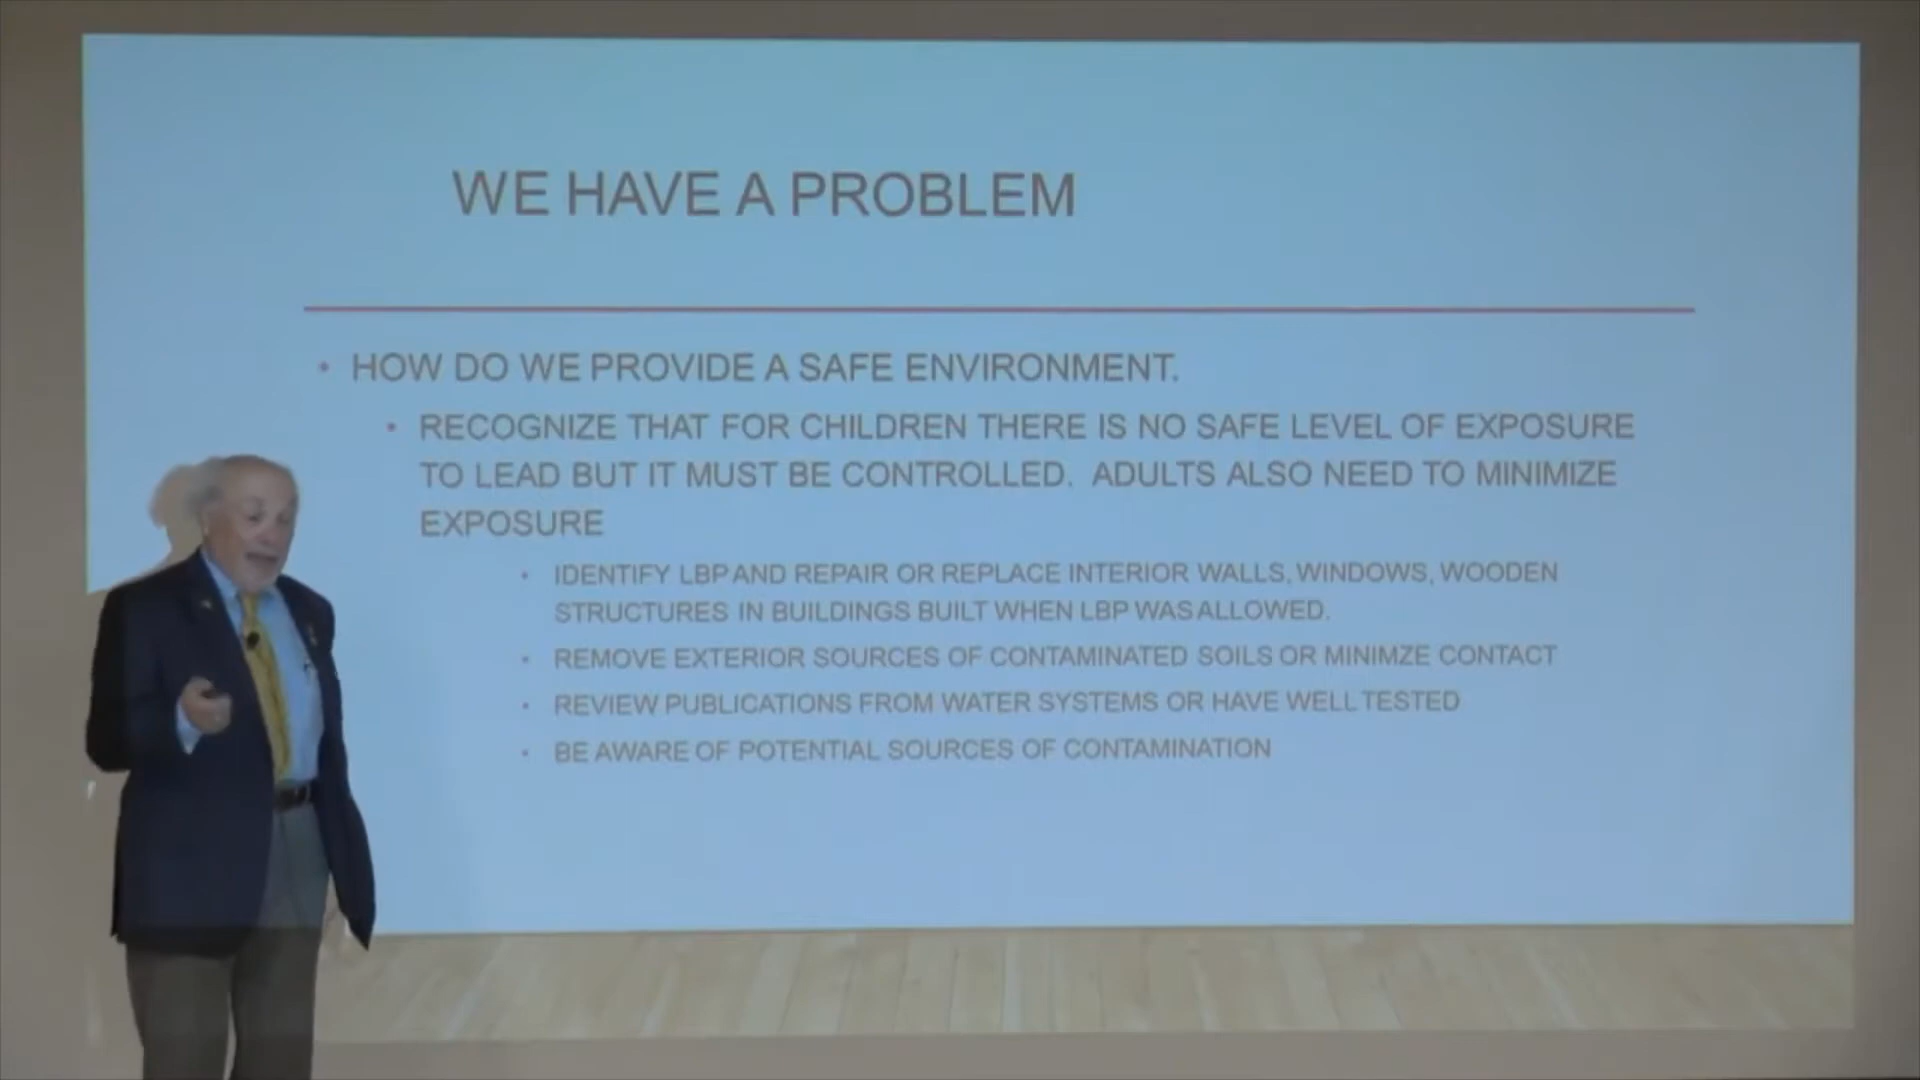 WE HAVE A PROBLEM
• HOW DO WE PROVIDE A SAFE ENVIRONMENT.
• RECOGNIZE THAT FOR CHILDREN THERE IS NO SAFE LEVEL OF EXPOSURE
TO LEAD BUT IT MUST BE CONTROLLED. ADULTS ALSO NEED TO MINIMIZE
EXPOSURE
• IDENTIFY LBP AND REPAIR OR REPLACE INTERIOR WALLS, WINDOWS, WOODEN
STRUCTURES IN BUILDINGS BUILT WHEN LBP WAS ALLOWED.
• REMOVE EXTERIOR SOURCES OF CONTAMINATED SOILS OR MINIMZE CONTACT
• REVIEW PUBLICATIONS FROM WATER SYSTEMS OR HAVE WELL TESTED
• BE AWARE OF POTENTIAL SOURCES OF CONTAMINATION